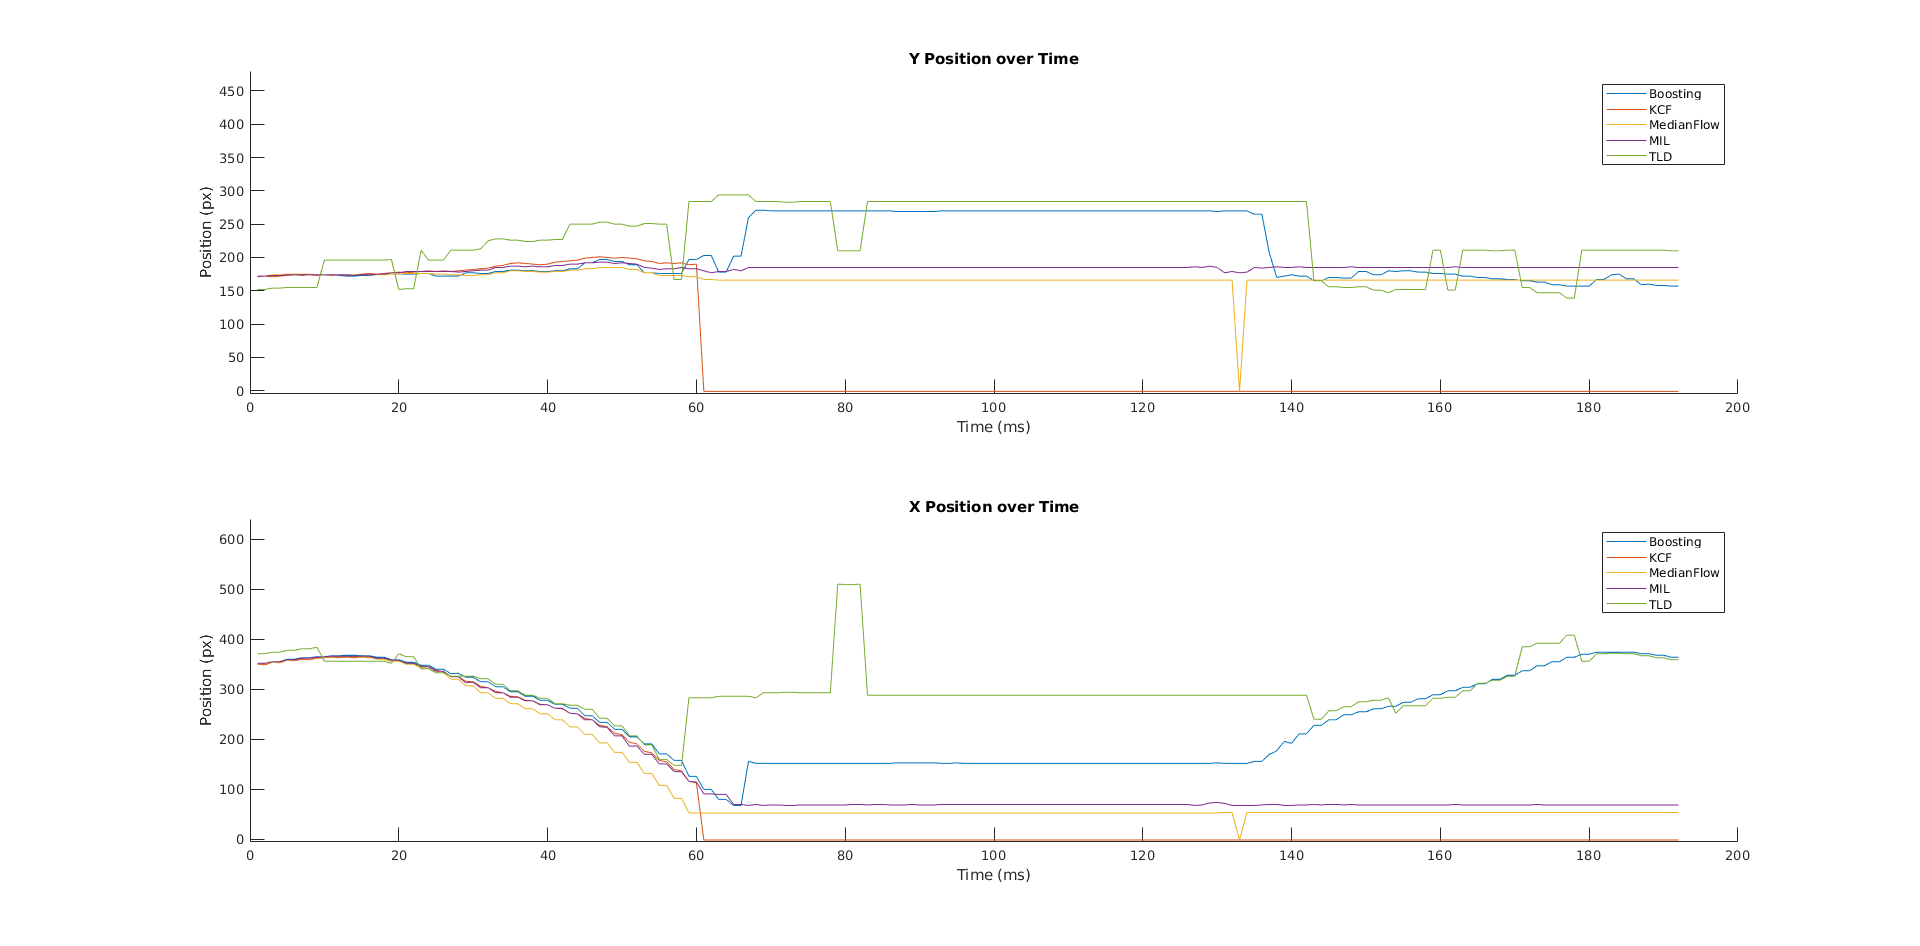 Y Position over Time
450
400
350
300
250
200
150
100
50
0
Position (px)
0 20 40 60 80 100 120 140 160 180 200
Time (ms)
Boosting
KCF
MedianFlow
MIL
TLD
X Position over Time
600
500
400
300
200
100
0
Position (px)
0 20 40 60 80 100 120 140 160 180 200
Time (ms)
Boosting
KCF
MedianFlow
MIL
TLD